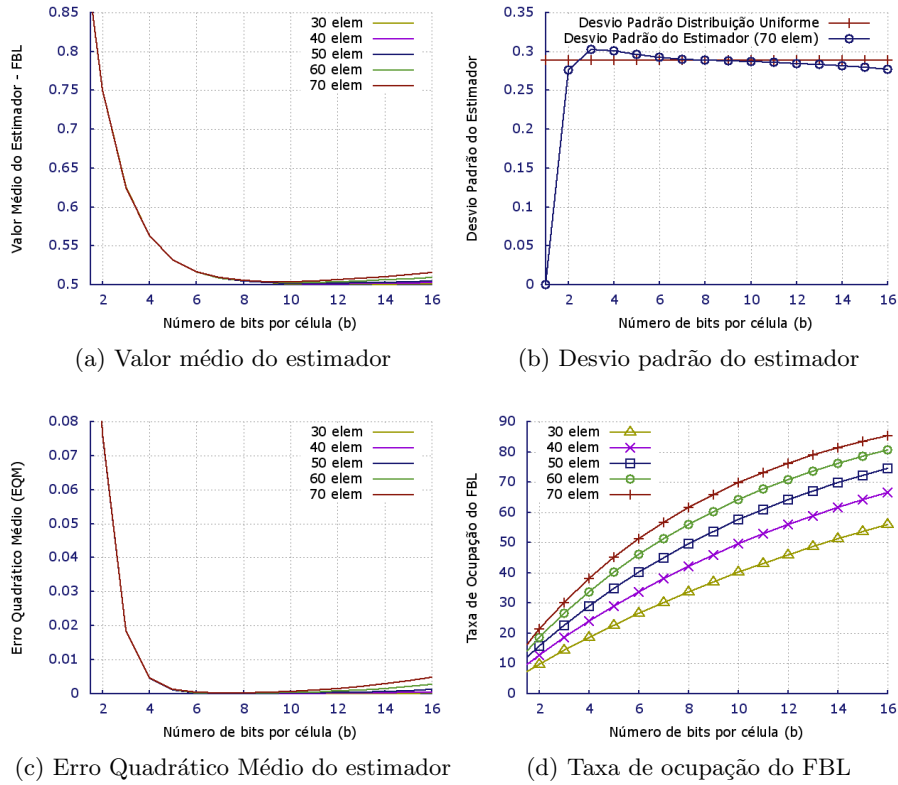 0.85
0.8
0.75
0.7
0.65
0.6
0.55
0.5
2 4 6 8 10 12 14 16
Valor Médio do Estimador - FBL
Número de bits por célula (b)
30 elem
40 elem
50 elem
60 elem
70 elem
(a) Valor médio do estimador
0.35
0.3
0.25
0.2
0.15
0.1
0.05
0
2 4 6 8 10 12 14 16
Desvio Padrão do Estimador
Número de bits por célula (b)
Desvio Padrão Distribuição Uniforme
Desvio Padrão do Estimador (70 elem)
(b) Desvio padrão do estimador
0.08
0.07
0.06
0.05
0.04
0.03
0.02
0.01
0
2 4 6 8 10 12 14 16
Erro Quadrático Médio (EQM)
Número de bits por célula (b)
30 elem
40 elem
50 elem
60 elem
70 elem
(c) Erro Quadrático Médio do estimador
90
80
70
60
50
40
30
20
10
0
2 4 6 8 10 12 14 16
Taxa de Ocupação do FBL
Número de bits por célula (b)
30 elem
40 elem
50 elem
60 elem
70 elem
(d) Taxa de ocupação do FBL